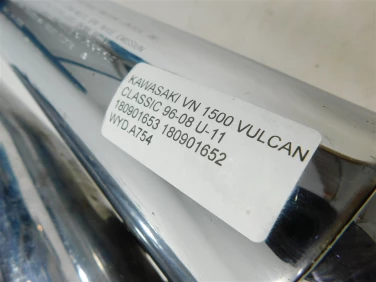 KAWASAKI VN 1500 VULCAN
CLASSIC 96-08 U-11
180901653 180901652
WYD.A754